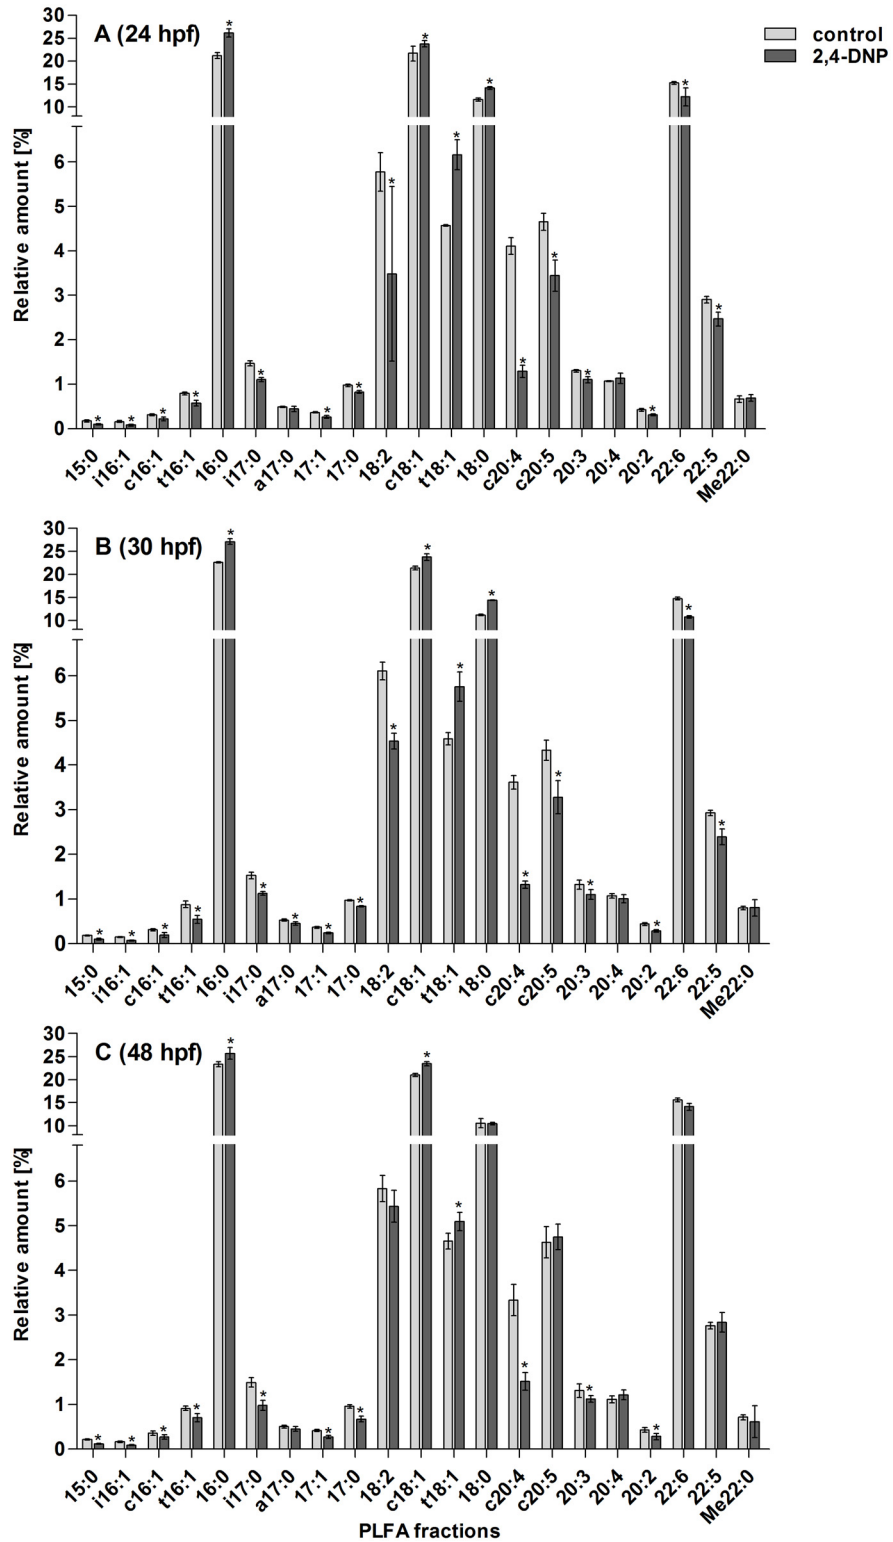 A (24 hpf)
control
2,4-DNP
Relative amount [%]
30
25
20
15
10
6
5
4
3
2
1
0
* * * * * * * * * * * * * * * * * *
15:0 i16:1 c16:1 t16:1 16:0 i17:0 a17:0 17:1 17:0 18:2 c18:1 t18:1 18:0 c20:4 c20:5 20:3 20:4 20:2 22:6 22:5 Me22:0
B (30 hpf)
Relative amount [%]
30
25
20
15
10
6
5
4
3
2
1
0
* * * * * * * * * * * * * * * * * * *
15:0 i16:1 c16:1 t16:1 16:0 i17:0 a17:0 17:1 17:0 18:2 c18:1 t18:1 18:0 c20:4 c20:5 20:3 20:4 20:2 22:6 22:5 Me22:0
C (48 hpf)
Relative amount [%]
30
25
20
15
10
6
5
4
3
2
1
0
* * * * * * * * * * * * *
15:0 i16:1 c16:1 t16:1 16:0 i17:0 a17:0 17:1 17:0 18:2 c18:1 t18:1 18:0 c20:4 c20:5 20:3 20:4 20:2 22:6 22:5 Me22:0
PLFA fractions